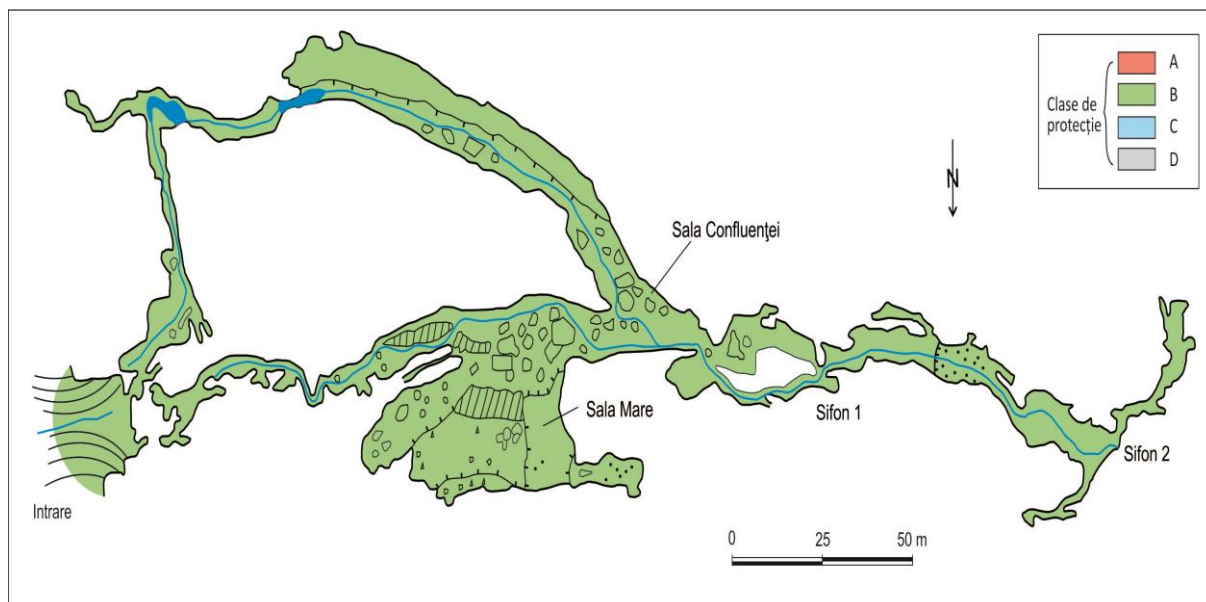 A
B
Clase de
protecție
C
D
N
Sala Confluenţei
Sifon 1
Sala Mare
Sifon 2
Intrare
0 25 50 m